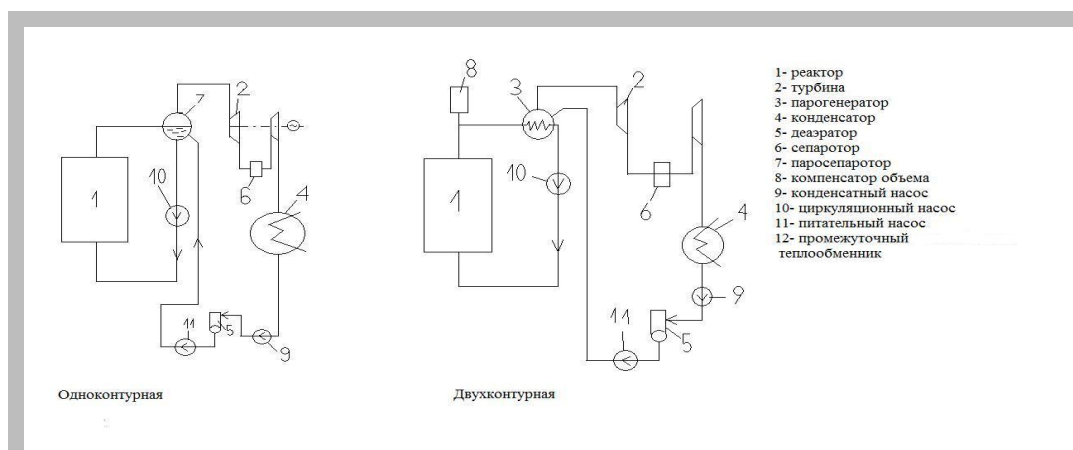 7
2
1
10
6
4
11
5
9
Одноконтурная
8
3
2
1
10
6
4
9
11
5
Двухконтурная
1- реактор
2- турбина
3- парогенератор
4- конденсатор
5- деаэратор
6- сепаротор
7- паросепаротор
8- компенсатор объема
9- конденсатный насос
10- циркуляционный насос
11- питательный насос
12- промежуточный
теплообменник